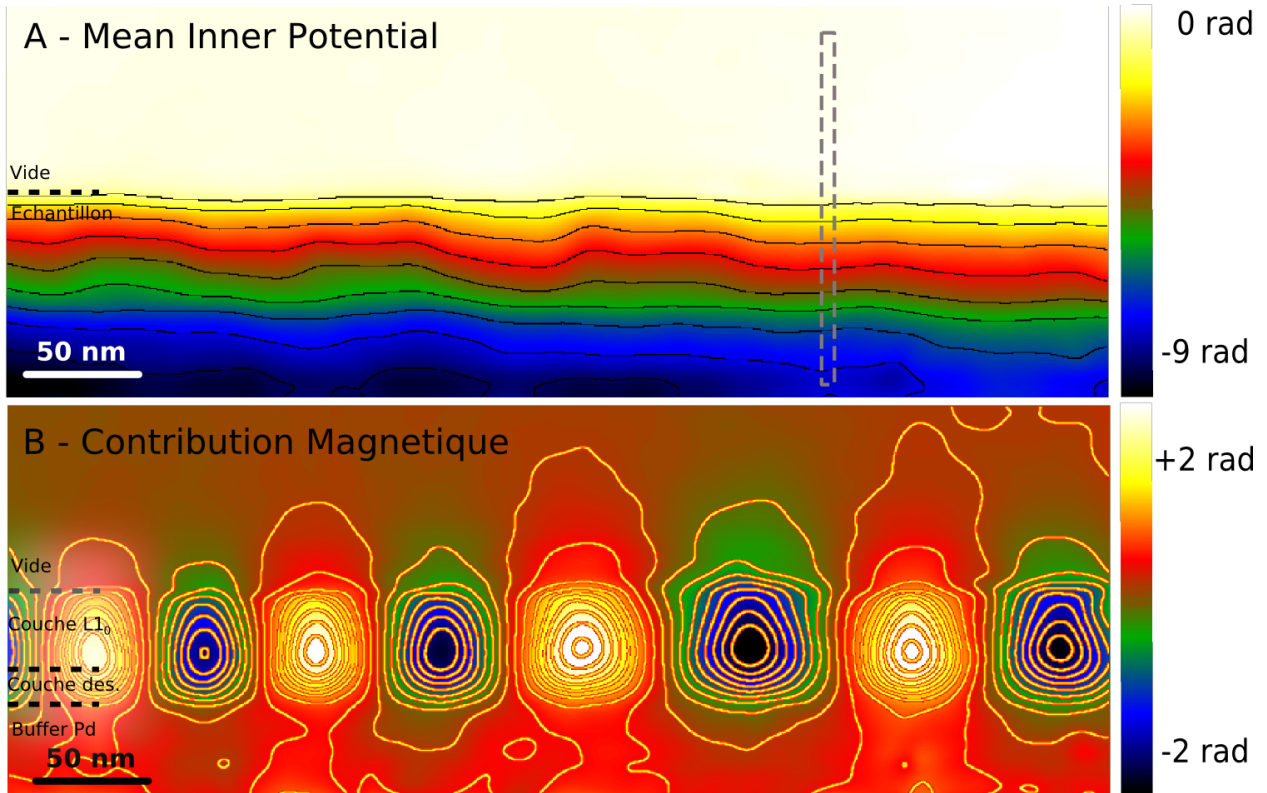 A - Mean Inner Potential
0 rad
Vide
Echantillon
50 nm
-9 rad
B - Contribution Magnetique
+2 rad
Vide
Couche L1₀
Couche des.
Buffer Pd
50 nm
-2 rad